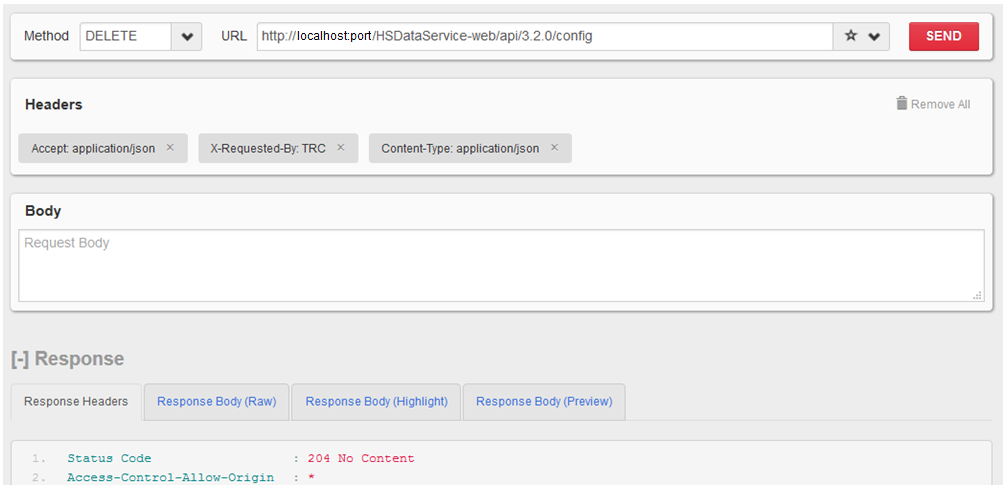 Method DELETE URL http://localhost:port/HSDataService-web/api/3.2.0/config SEND
Headers Remove All
Accept: application/json × X-Requested-By: TRC × Content-Type: application/json ×
Body
Request Body
[-] Response
Response Headers Response Body (Raw) Response Body (Highlight) Response Body (Preview)
1. Status Code : 204 No Content
2. Access-Control-Allow-Origin : *